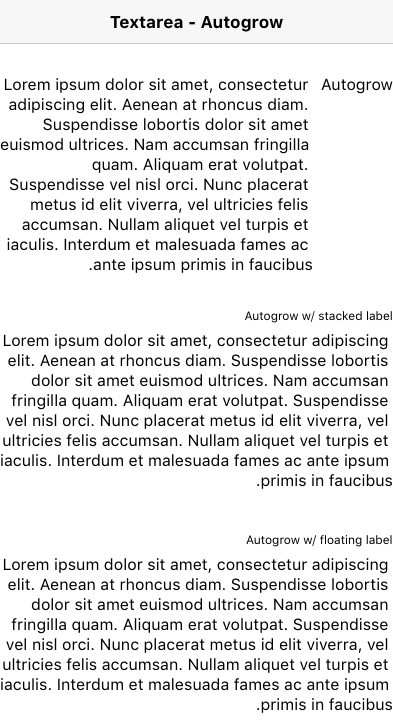 Textarea - Autogrow
Autogrow
Lorem ipsum dolor sit amet, consectetur
adipiscing elit. Aenean at rhoncus diam.
Suspendisse lobortis dolor sit amet
euismod ultrices. Nam accumsan fringilla
quam. Aliquam erat volutpat.
Suspendisse vel nisl orci. Nunc placerat
metus id elit viverra, vel ultricies felis
accumsan. Nullam aliquet vel turpis et
iaculis. Interdum et malesuada fames ac
.ante ipsum primis in faucibus
Autogrow w/ stacked label
Lorem ipsum dolor sit amet, consectetur adipiscing
elit. Aenean at rhoncus diam. Suspendisse lobortis
dolor sit amet euismod ultrices. Nam accumsan
fringilla quam. Aliquam erat volutpat. Suspendisse
vel nisl orci. Nunc placerat metus id elit viverra, vel
ultricies felis accumsan. Nullam aliquet vel turpis et
iaculis. Interdum et malesuada fames ac ante ipsum
.primis in faucibus
Autogrow w/ floating label
Lorem ipsum dolor sit amet, consectetur adipiscing
elit. Aenean at rhoncus diam. Suspendisse lobortis
dolor sit amet euismod ultrices. Nam accumsan
fringilla quam. Aliquam erat volutpat. Suspendisse
vel nisl orci. Nunc placerat metus id elit viverra, vel
ultricies felis accumsan. Nullam aliquet vel turpis et
iaculis. Interdum et malesuada fames ac ante ipsum
.primis in faucibus